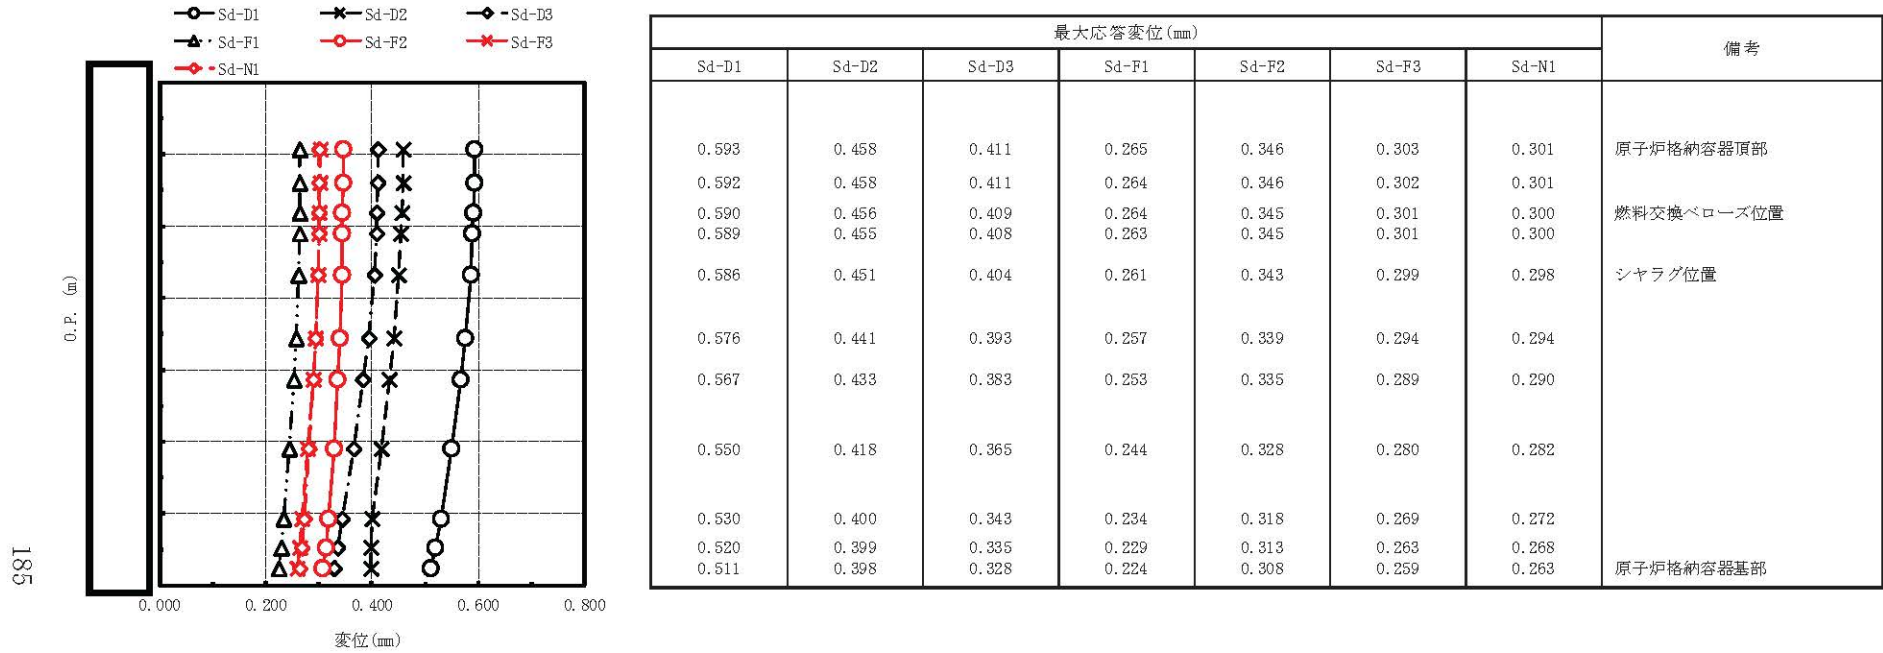 Sd-D1 Sd-D2 Sd-D3
Sd-F1 Sd-F2 Sd-F3
Sd-N1
O.P. (m)
0.000 0.200 0.400 0.600 0.800
変位(mm)
185
最大応答変位(mm) 備考
Sd-D1 Sd-D2 Sd-D3 Sd-F1 Sd-F2 Sd-F3 Sd-N1
0.593 0.458 0.411 0.265 0.346 0.303 0.301 原子炉格納容器頂部
0.592 0.458 0.411 0.264 0.346 0.302 0.301
0.590 0.456 0.409 0.264 0.345 0.301 0.300 燃料交換ベローズ位置
0.589 0.455 0.408 0.263 0.345 0.301 0.300
0.586 0.451 0.404 0.261 0.343 0.299 0.298 シヤラグ位置
0.576 0.441 0.393 0.257 0.339 0.294 0.294
0.567 0.433 0.383 0.253 0.335 0.289 0.290
0.550 0.418 0.365 0.244 0.328 0.280 0.282
0.530 0.400 0.343 0.234 0.318 0.269 0.272
0.520 0.399 0.335 0.229 0.313 0.263 0.268
0.511 0.398 0.328 0.224 0.308 0.259 0.263 原子炉格納容器基部